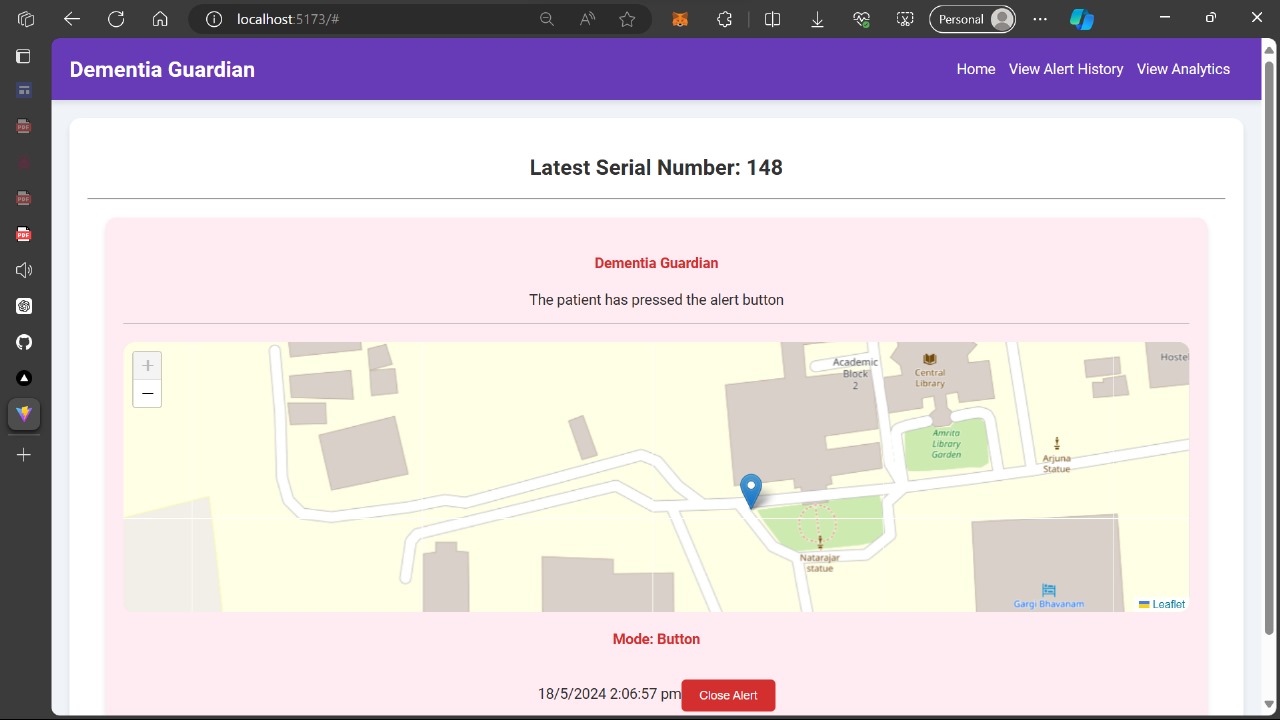 localhost:5173/#
Personal
Dementia Guardian
Home View Alert History View Analytics
Latest Serial Number: 148
Dementia Guardian
The patient has pressed the alert button
+
−
Academic
Block
2
Central
Library
Hostel
Amrita
Library
Garden
Arjuna
Statue
Natarajar
statue
Gargi Bhavanam
Leaflet
Mode: Button
18/5/2024 2:06:57 pm Close Alert